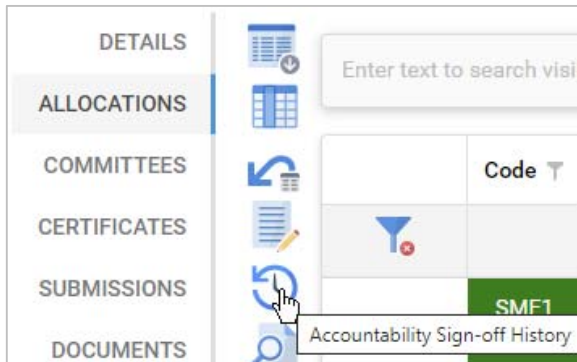 DETAILS
Enter text to search visi
ALLOCATIONS
COMMITTEES
Code
CERTIFICATES
SUBMISSIONS
SMF1
Accountability Sign-off History
DOCUMENTS